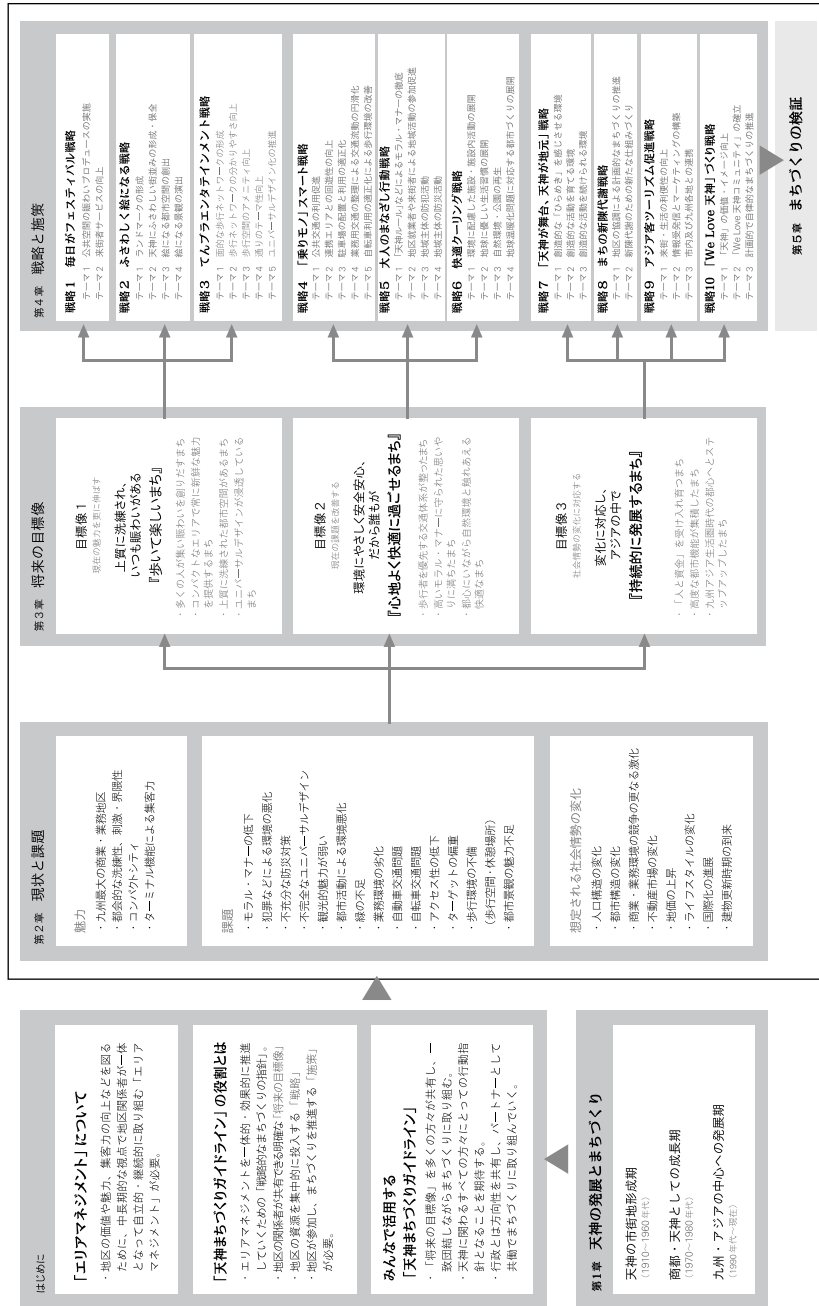 はじめに
「エリアマネジメント」について
・地区の価値や魅力、集客力の向上などを図る
ために、中長期的な視点で地区関係者が一体
となって自立的・継続的に取り組む「エリア
マネジメント」が必要。
「天神まちづくりガイドライン」の役割とは
・エリアマネジメントを一体的・効果的に推進
していくための「戦略的なまちづくりの指針」。
・地区の関係者が共有できる明確な「将来の目標像」
・地区の資源を集中的に投入する「戦略」
・地区が参加し、まちづくりを推進する「施策」
が必要。
みんなで活用する
「天神まちづくりガイドライン」
・「将来の目標像」を多くの方々が共有し、一
致団結しながらまちづくりに取り組む。
・天神に関わるすべての方々にとっての行動指
針となることを期待する。
・行政とは方向性を共有し、パートナーとして
共働でまちづくりに取り組んでいく。
第1章 天神の発展とまちづくり
天神の市街地形成期
(1910〜1960年代)
商都・天神としての成長期
(1970〜1980年代)
九州・アジアの中心への発展期
(1990年代〜現在)
第2章 現状と課題
魅力
・九州最大の商業・業務地区
・都会的な洗練性、刺激・界隈性
・コンパクトシティ
・ターミナル機能による集客力
課題
・モラル・マナーの低下
・犯罪などによる環境の悪化
・不充分な防災対策
・不完全なユニバーサルデザイン
・観光的魅力が弱い
・都市活動による環境悪化
・緑の不足
・業務環境の劣化
・自動車交通問題
・自転車交通問題
・アクセス性の低下
・ターゲットの偏重
・歩行環境の不備
(歩行空間・休憩場所)
・都市景観の魅力不足
想定される社会情勢の変化
・人口構造の変化
・都市構造の変化
・商業・業務環境の競争の更なる激化
・不動産市場の変化
・地価の上昇
・ライフスタイルの変化
・国際化の進展
・建物更新時期の到来
第3章 将来の目標像
目標像1
現在の魅力を更に伸ばす
上質に洗練され、
いつも賑わいがある
『歩いて楽しいまち』
・多くの人が集い賑わいを創りだすまち
・コンパクトなエリアで常に新鮮な魅力
を提供するまち
・上質に洗練された都市空間があるまち
・ユニバーサルデザインが浸透している
まち
目標像2
現在の課題を改善する
環境にやさしく安全安心、
だから誰もが
『心地よく快適に過ごせるまち』
・歩行者を優先する交通体系が整ったまち
・高いモラル・マナーに守られた思いや
りに満ちたまち
・都心にいながら自然環境と触れあえる
快適なまち
目標像3
社会情勢の変化に対応する
変化に対応し、
アジアの中で
『持続的に発展するまち』
・「人と資金」を受け入れ育つまち
・高度な都市機能が集積したまち
・九州アジア生活圏時代の都心へとステ
ップアップしたまち
第4章 戦略と施策
戦略1 毎日がフェスティバル戦略
テーマ1 公共空間の賑わいプロデュースの実施
テーマ2 来街者サービスの向上
戦略2 ふさわしく絵になる戦略
テーマ1 ランドマークの形成
テーマ2 天神にふさわしい街並みの形成・保全
テーマ3 絵になる都市空間の創出
テーマ4 絵になる景観の演出
戦略3 てんブラエンタテインメント戦略
テーマ1 面的な歩行ネットワークの形成
テーマ2 歩行ネットワークの分かりやすさ向上
テーマ3 歩行空間のアメニティ向上
テーマ4 通りのテーマ性向上
テーマ5 ユニバーサルデザイン化の推進
戦略4 「乗りモノ」スマート戦略
テーマ1 公共交通の利用促進
テーマ2 連携エリアとの回遊性の向上
テーマ3 駐車場の配置と利用の適正化
テーマ4 業務用交通の整理による交通流動の円滑化
テーマ5 自転車利用の適正化による歩行環境の改善
戦略5 大人のまなざし行動戦略
テーマ1 「天神ルール」などによるモラル・マナーの徹底
テーマ2 地区就業者や来街者による地域活動の参加促進
テーマ3 地域主体の防犯活動
テーマ4 地域主体の防災活動
戦略6 快適クーリング戦略
テーマ1 環境に配慮した施設・施設内活動の展開
テーマ2 地球に優しい生活習慣の展開
テーマ3 自然環境・公園の再生
テーマ4 地球温暖化問題に対応する都市づくりの展開
戦略7 「天神が舞台、天神が地元」戦略
テーマ1 創造的な「ひらめき」を感じさせる環境
テーマ2 創造的な活動を育てる環境
テーマ3 創造的な活動を続けられる環境
戦略8 まちの新陳代謝戦略
テーマ1 地区の協調による計画的なまちづくりの推進
テーマ2 新陳代謝のための新たな仕組みづくり
戦略9 アジア客ツーリズム促進戦略
テーマ1 来街・生活の利便性の向上
テーマ2 情報発信とマーケティングの構築
テーマ3 市内及び九州各地との連携
戦略10 「We Love 天神」づくり戦略
テーマ1 「天神」の価値・イメージ向上
テーマ2 「We Love 天神コミュニティ」の確立
テーマ3 計画的で自律的なまちづくりの推進
第5章 まちづくりの検証